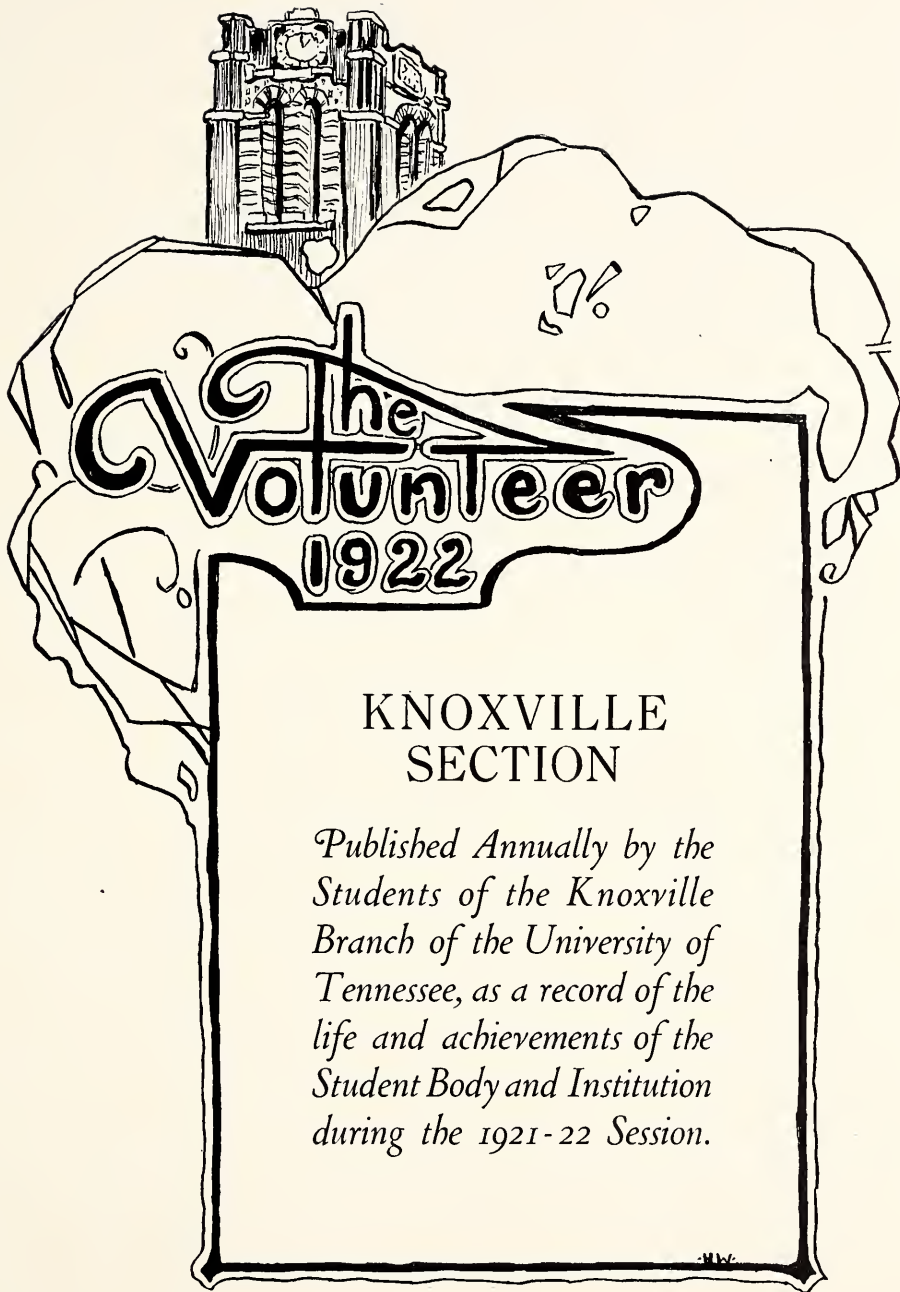 The
Volunteer
1922
KNOXVILLE
SECTION
Published Annually by the
Students of the Knoxville
Branch of the University of
Tennessee, as a record of the
life and achievements of the
Student Body and Institution
during the 1921-22 Session.
·H.W·